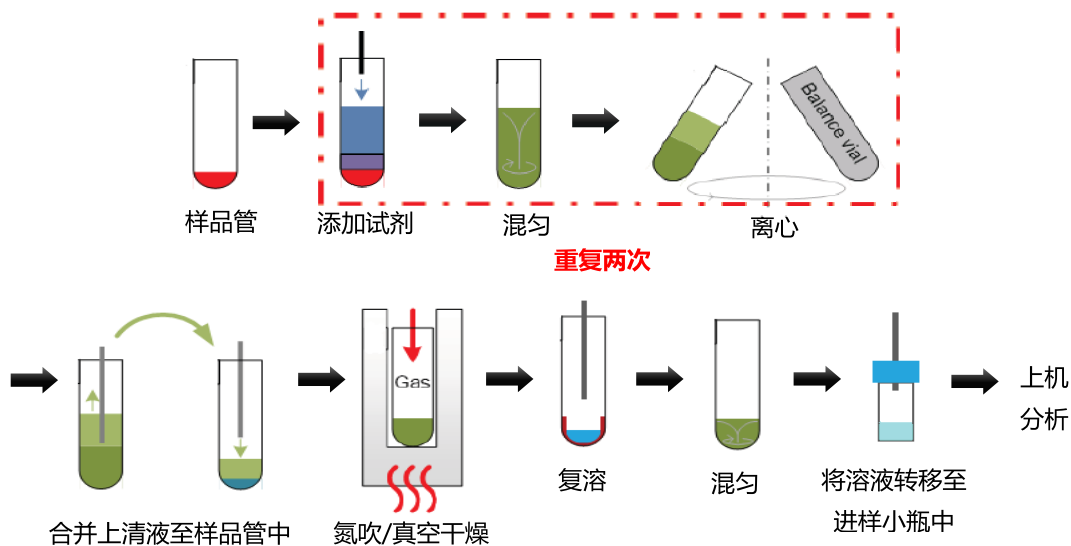 Balance vial
样品管
添加试剂
混匀
离心
重复两次
Gas
上机
分析
复溶
混匀
将溶液转移至
进样小瓶中
合并上清液至样品管中
氮吹/真空干燥